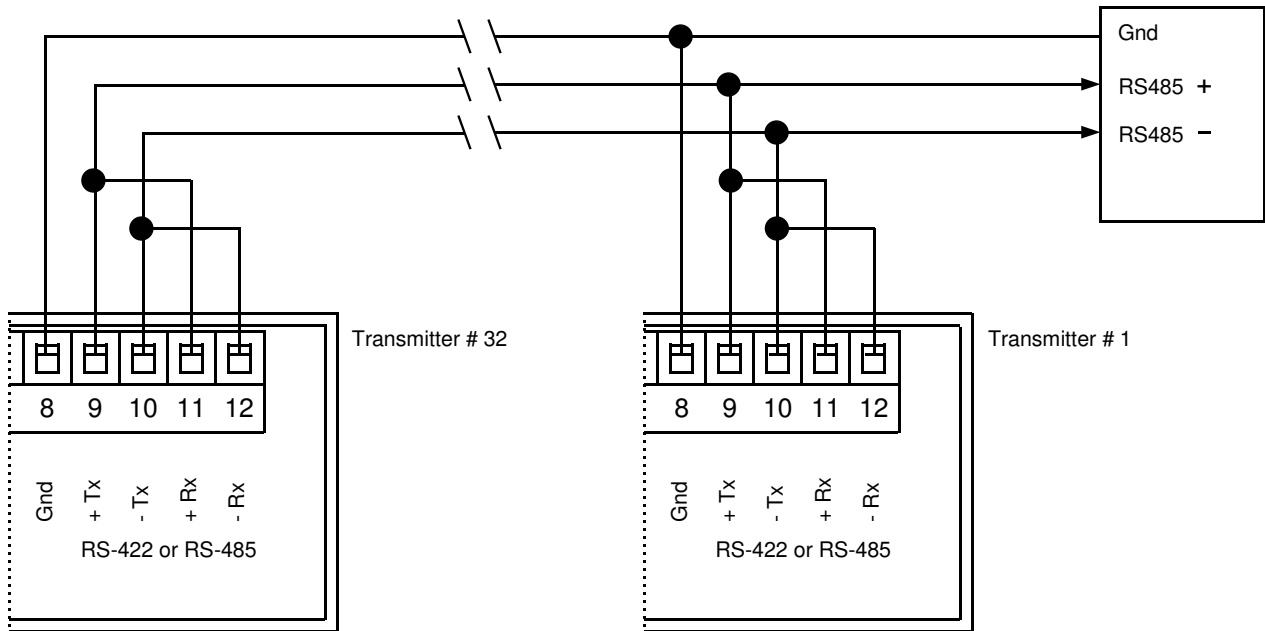 Gnd
RS485 +
RS485 –
Transmitter # 32
8 9 10 11 12
Gnd
+ Tx
- Tx
+ Rx
- Rx
RS-422 or RS-485
Transmitter # 1
8 9 10 11 12
Gnd
+ Tx
- Tx
+ Rx
- Rx
RS-422 or RS-485